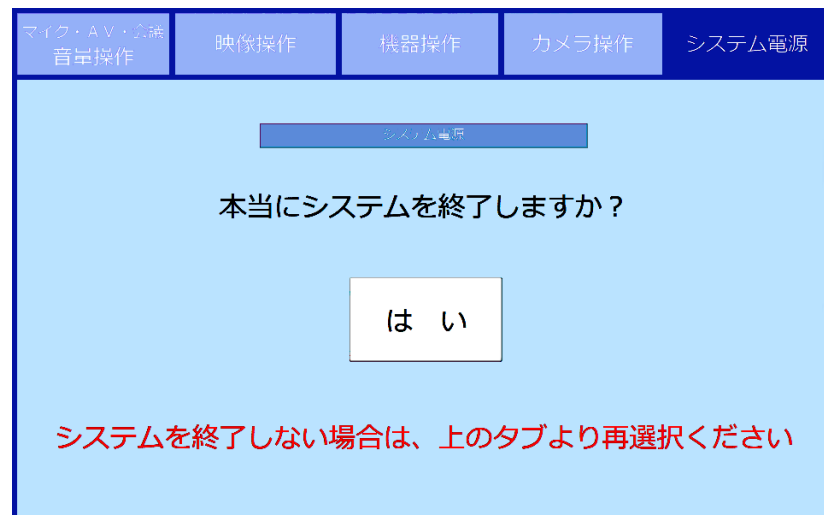 マイク・AV・会議
音量操作
映像操作
機器操作
カメラ操作
システム電源
システム電源
本当にシステムを終了しますか？
は　い
システムを終了しない場合は、上のタブより再選択ください